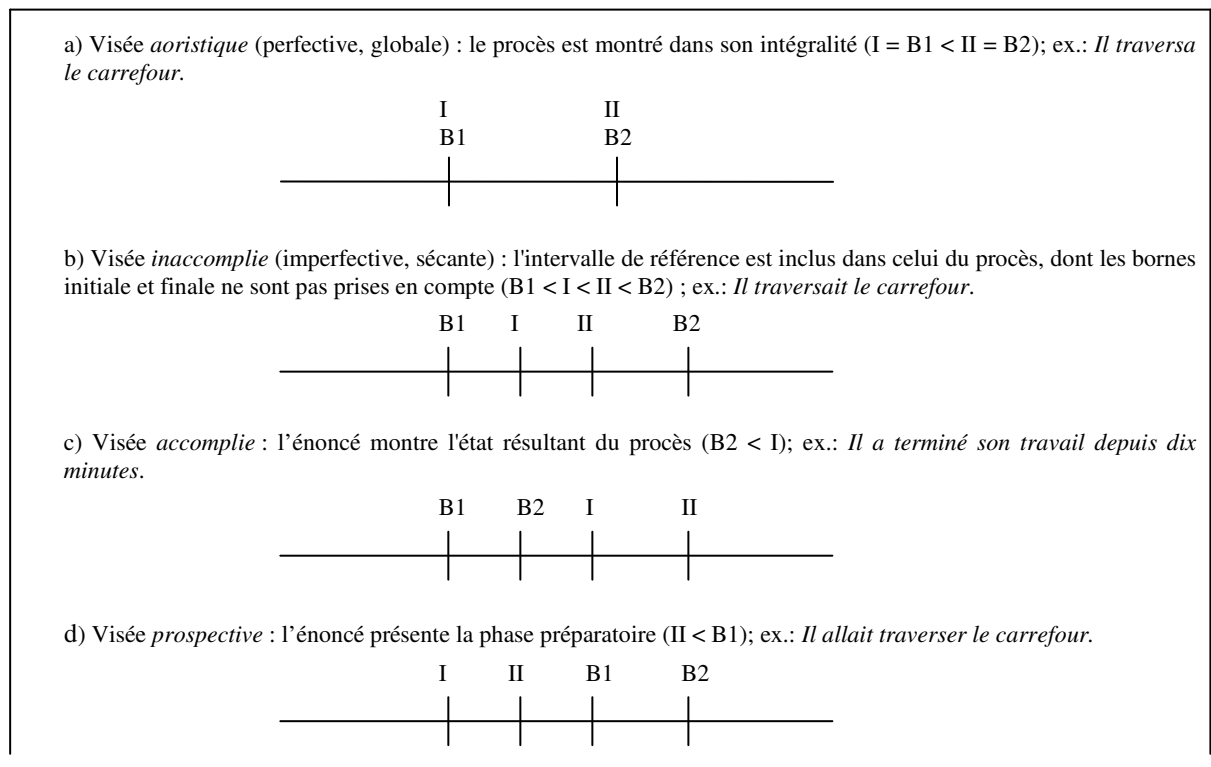 a) Visée aoristique (perfective, globale) : le procès est montré dans son intégralité (I = B1 < II = B2); ex.: Il traversa
le carrefour.
I II
B1 B2
b) Visée inaccomplie (imperfective, sécante) : l'intervalle de référence est inclus dans celui du procès, dont les bornes
initiale et finale ne sont pas prises en compte (B1 < I < II < B2) ; ex.: Il traversait le carrefour.
B1 I II B2
c) Visée accomplie : l’énoncé montre l'état résultant du procès (B2 < I); ex.: Il a terminé son travail depuis dix
minutes.
B1 B2 I II
d) Visée prospective : l’énoncé présente la phase préparatoire (II < B1); ex.: Il allait traverser le carrefour.
I II B1 B2